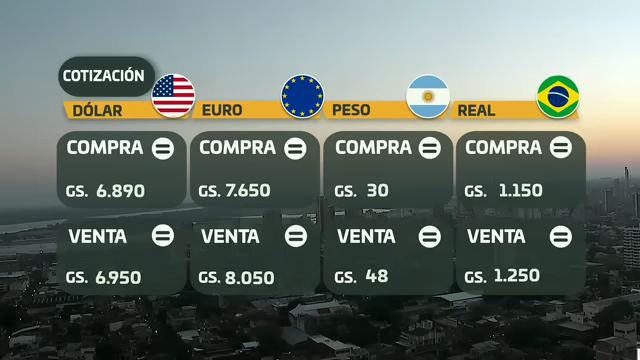 COTIZACIÓN
DÓLAR EURO PESO REAL
COMPRA = COMPRA = COMPRA = COMPRA =
GS. 6.890 GS. 7.650 GS. 30 GS. 1.150
VENTA = VENTA = VENTA = VENTA =
GS. 6.950 GS. 8.050 GS. 48 GS. 1.250